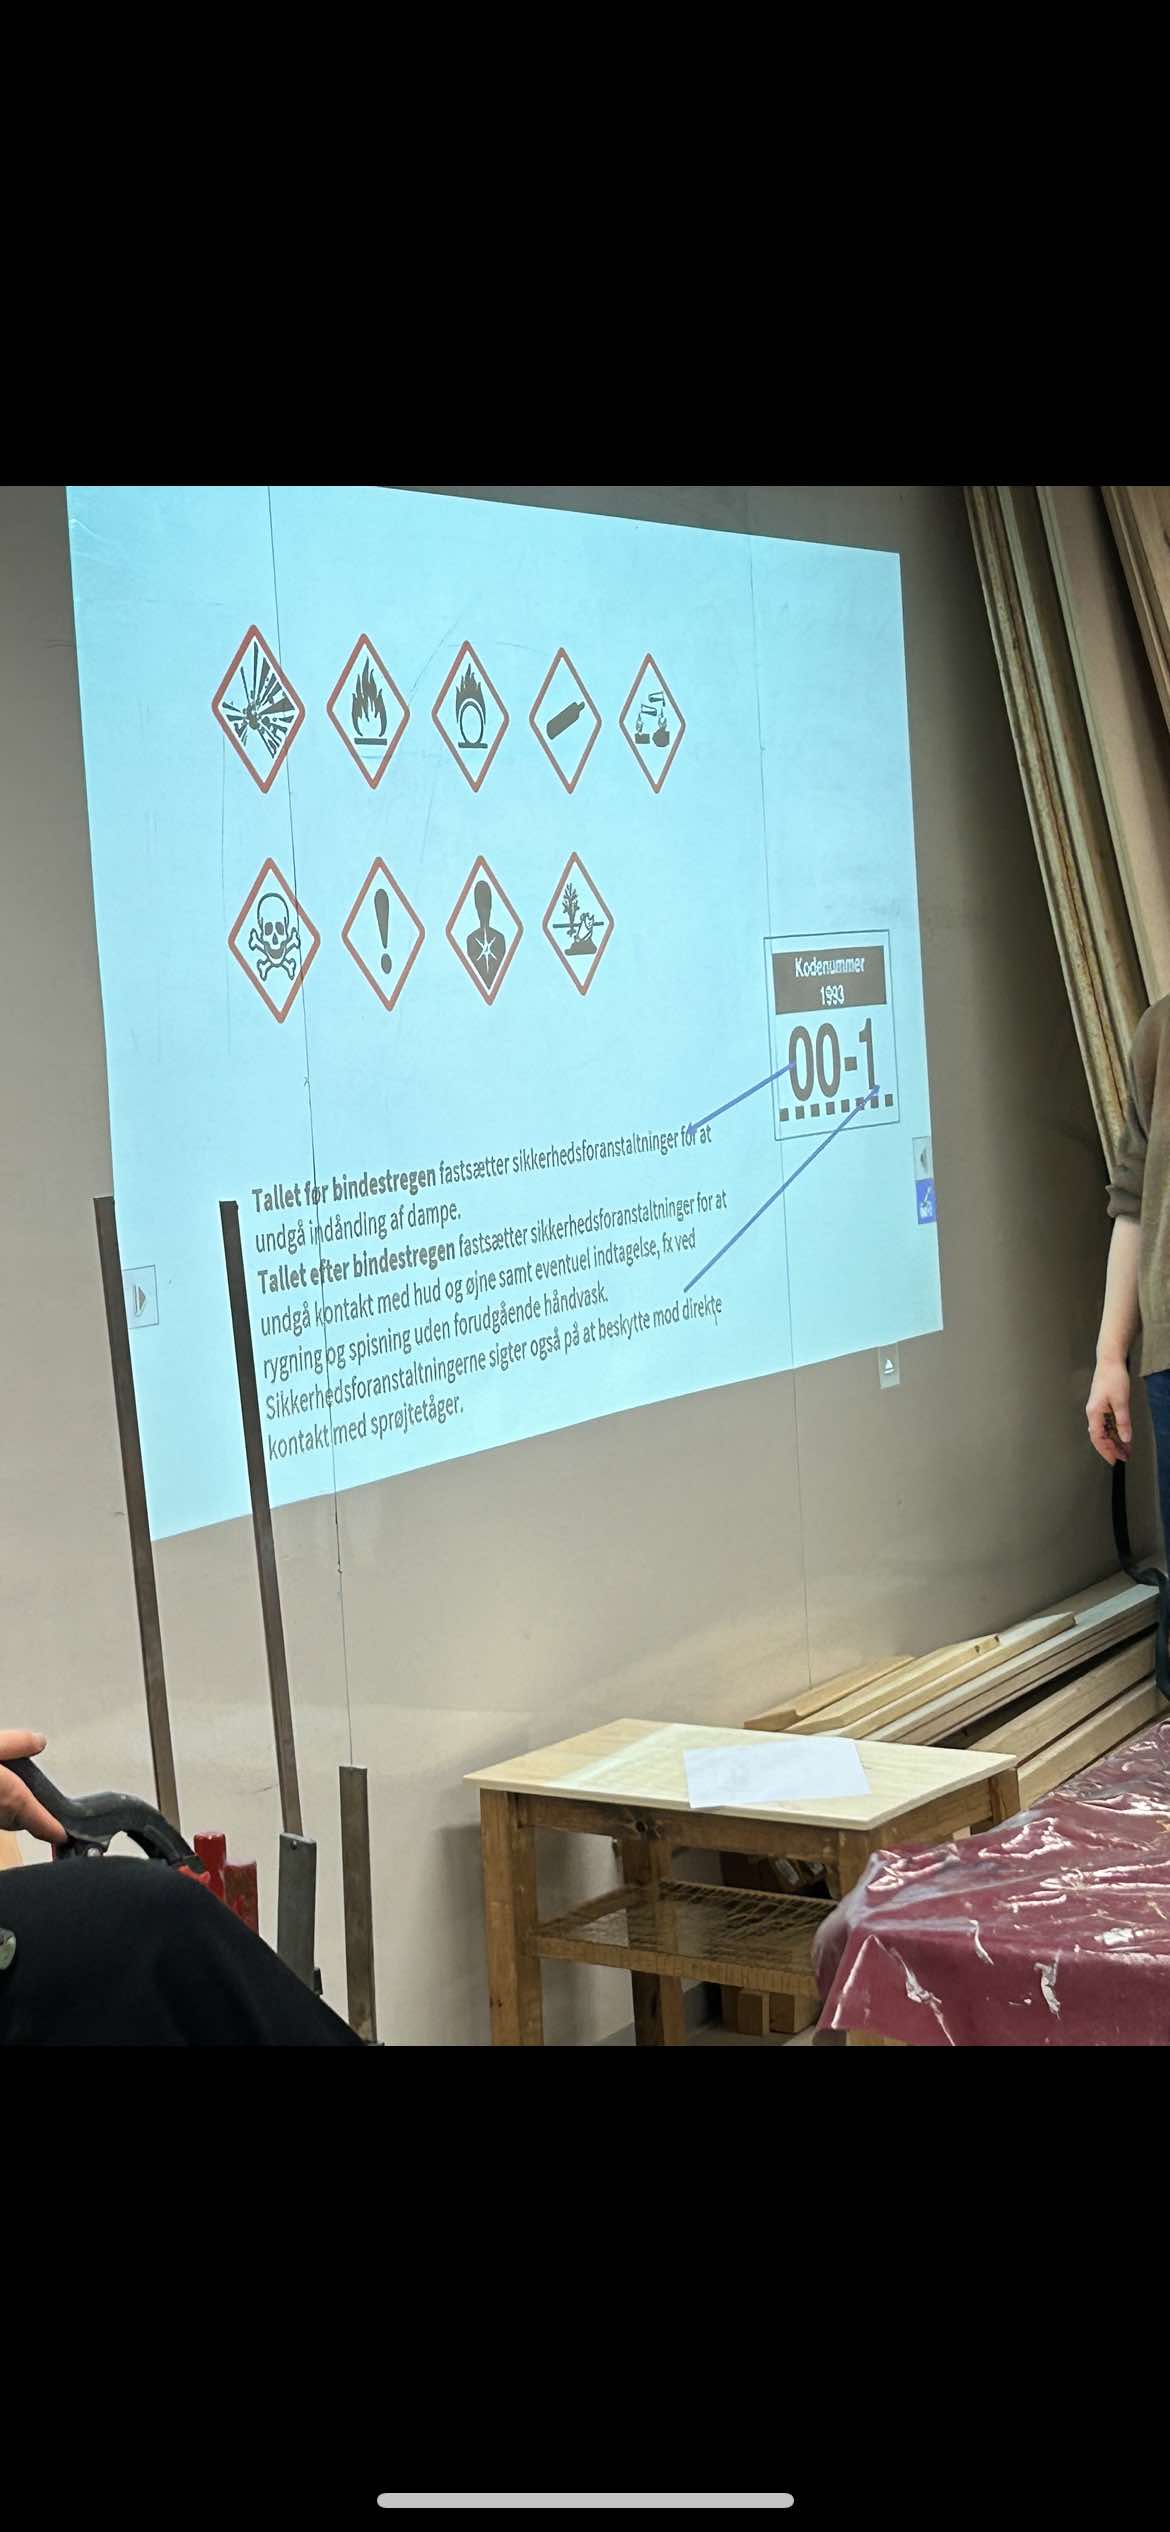 Kodenummer
1993
00-1
Tallet før bindestregen fastsætter sikkerhedsforanstaltninger for at
undgå indånding af dampe.
Tallet efter bindestregen fastsætter sikkerhedsforanstaltninger for at
undgå kontakt med hud og øjne samt eventuel indtagelse, fx ved
rygning og spisning uden forudgående håndvask.
Sikkerhedsforanstaltningerne sigter også på at beskytte mod direkte
kontakt med sprøjtetåger.